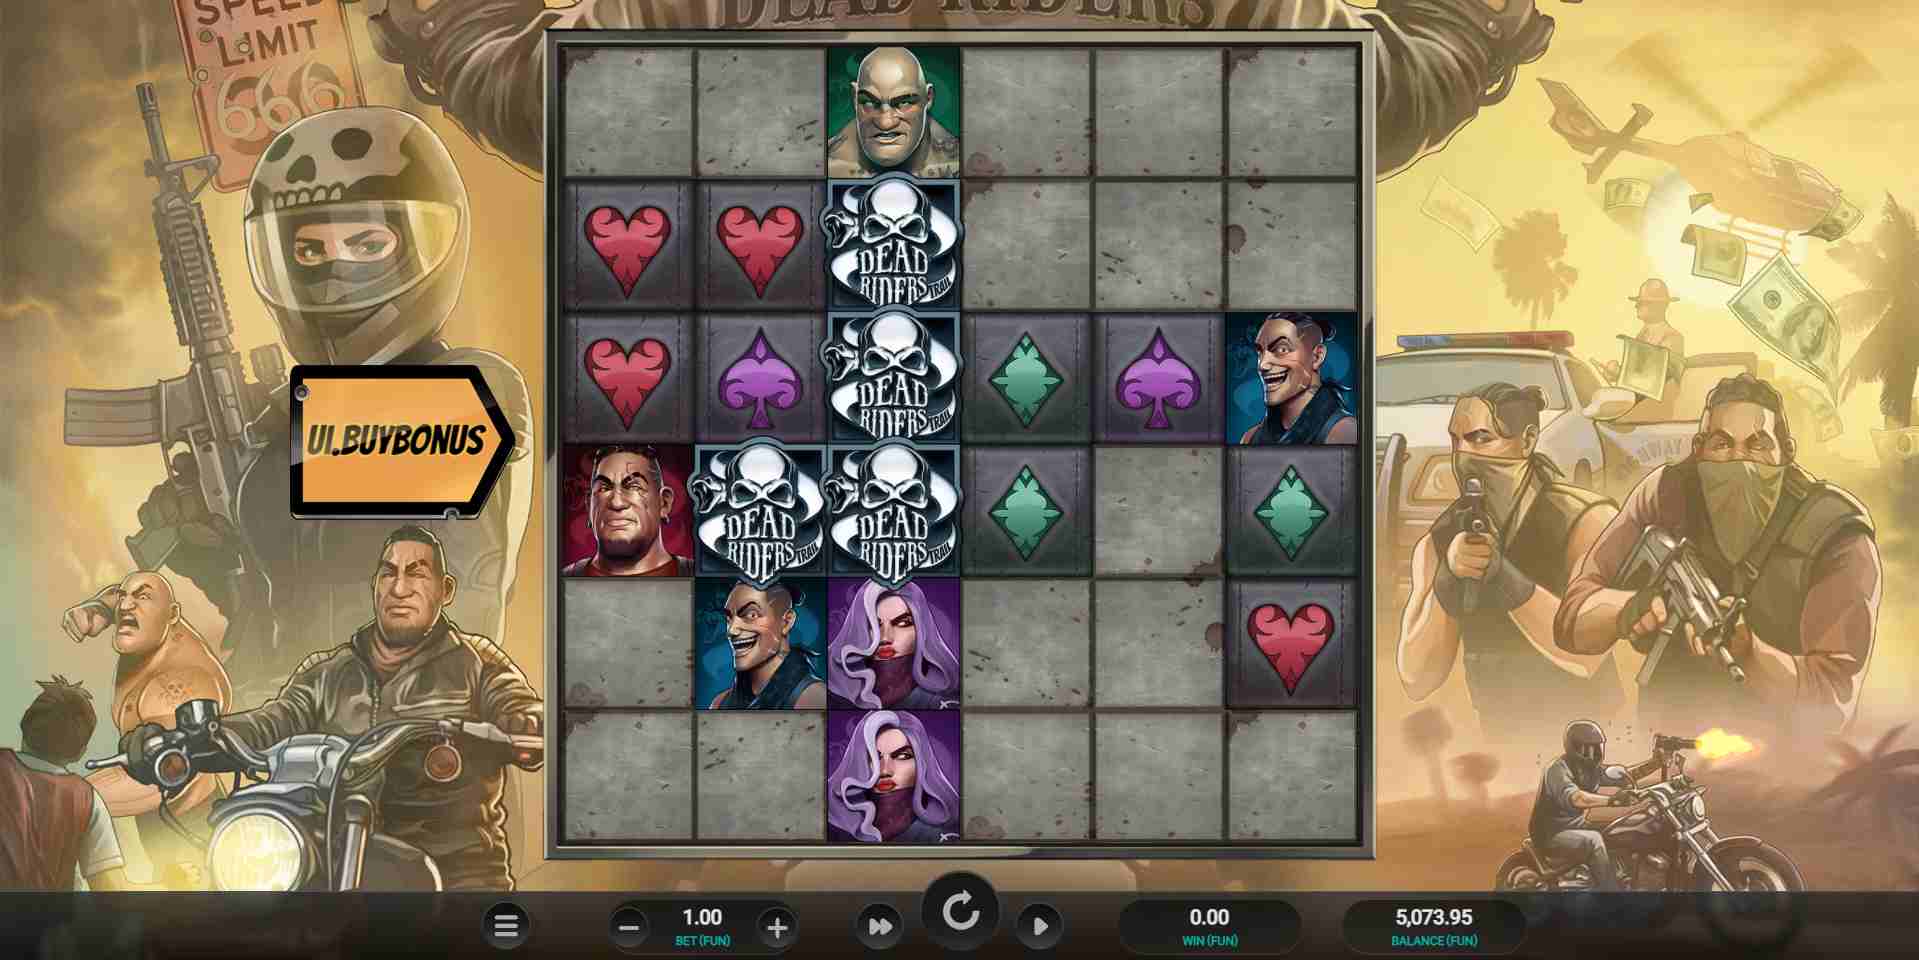 SPEED
LIMIT
666
DEAD RIDERS
DEAD
RIDERS
TRAIL
DEAD
RIDERS
TRAIL
DEAD
RIDERS
TRAIL
DEAD
RIDERS
TRAIL
UI.BUYBONUS
1.00
BET (FUN)
0.00
WIN (FUN)
5,073.95
BALANCE (FUN)